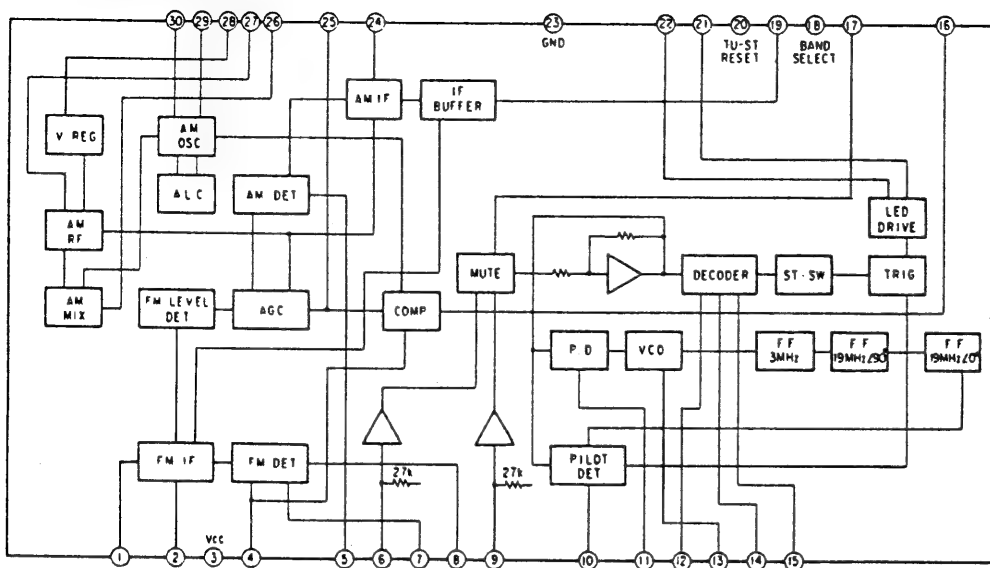 30 29 28 27 26 25 24 23 22 21 20 19 18 17 16
GND
TU-ST
RESET
BAND
SELECT
V REG
AM
OSC
AM IF
IF
BUFFER
ALC
AM DET
LED
DRIVE
AM
RF
MUTE
DECODER
ST-SW
TRIG
AM
MIX
FM LEVEL
DET
AGC
COMP
P.D
VCO
FF
3MHz
FF
19MHz∠90°
FF
19MHz∠0°
FM IF
FM DET
27k
27k
PILOT
DET
VCC
1 2 3 4 5 6 7 8 9 10 11 12 13 14 15